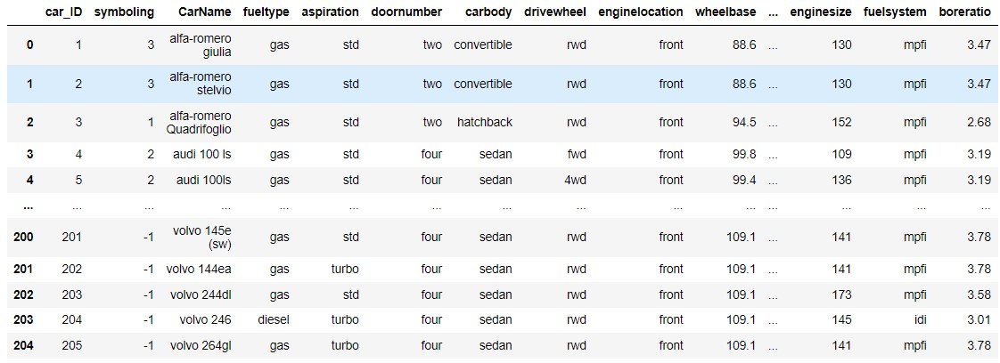 car_ID symboling CarName fueltype aspiration doornumber carbody drivewheel enginelocation wheelbase ... enginesize fuelsystem boreratio
0 1 3 alfa-romero giulia gas std two convertible rwd front 88.6 ... 130 mpfi 3.47
1 2 3 alfa-romero stelvio gas std two convertible rwd front 88.6 ... 130 mpfi 3.47
2 3 1 alfa-romero Quadrifoglio gas std two hatchback rwd front 94.5 ... 152 mpfi 2.68
3 4 2 audi 100 ls gas std four sedan fwd front 99.8 ... 109 mpfi 3.19
4 5 2 audi 100ls gas std four sedan 4wd front 99.4 ... 136 mpfi 3.19
... ... ... ... ... ... ... ... ... ... ... ... ... ... ...
200 201 -1 volvo 145e (sw) gas std four sedan rwd front 109.1 ... 141 mpfi 3.78
201 202 -1 volvo 144ea gas turbo four sedan rwd front 109.1 ... 141 mpfi 3.78
202 203 -1 volvo 244dl gas std four sedan rwd front 109.1 ... 173 mpfi 3.58
203 204 -1 volvo 246 diesel turbo four sedan rwd front 109.1 ... 145 idi 3.01
204 205 -1 volvo 264gl gas turbo four sedan rwd front 109.1 ... 141 mpfi 3.78